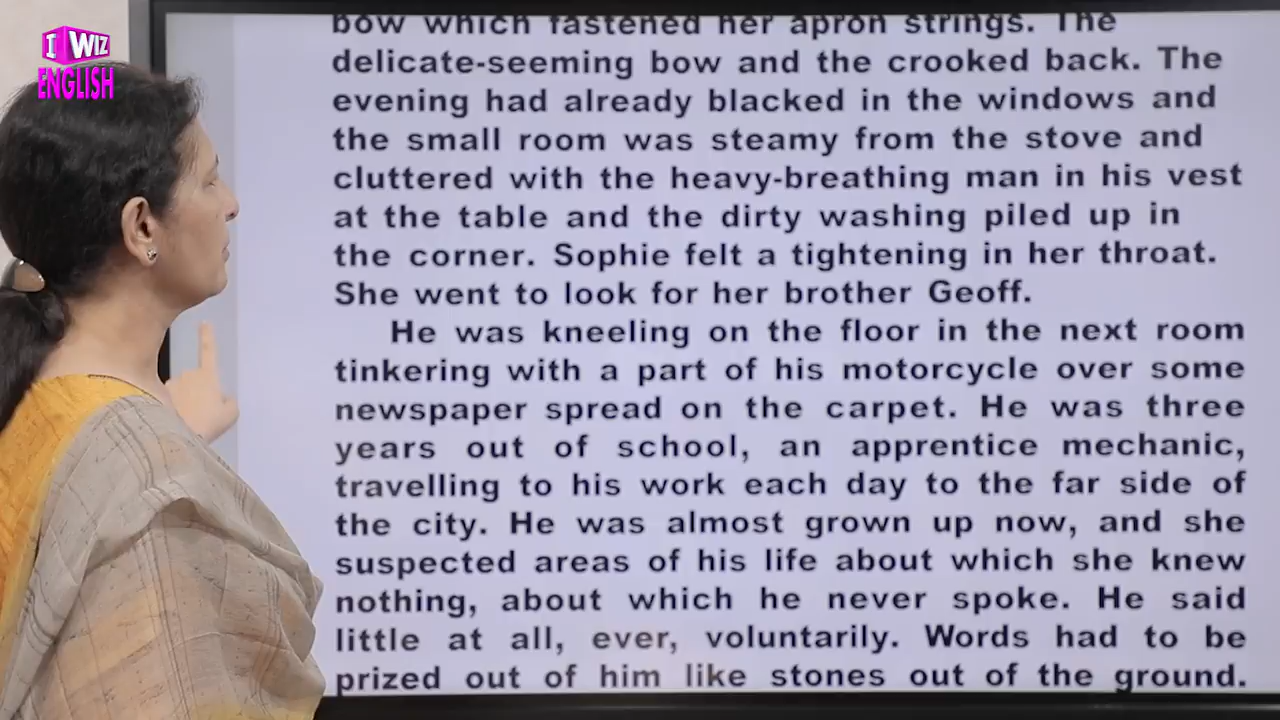 I WIZ
ENGLISH
bow which fastened her apron strings. The
delicate-seeming bow and the crooked back. The
evening had already blacked in the windows and
the small room was steamy from the stove and
cluttered with the heavy-breathing man in his vest
at the table and the dirty washing piled up in
the corner. Sophie felt a tightening in her throat.
She went to look for her brother Geoff.
He was kneeling on the floor in the next room
tinkering with a part of his motorcycle over some
newspaper spread on the carpet. He was three
years out of school, an apprentice mechanic,
travelling to his work each day to the far side of
the city. He was almost grown up now, and she
suspected areas of his life about which she knew
nothing, about which he never spoke. He said
little at all, ever, voluntarily. Words had to be
prized out of him like stones out of the ground.